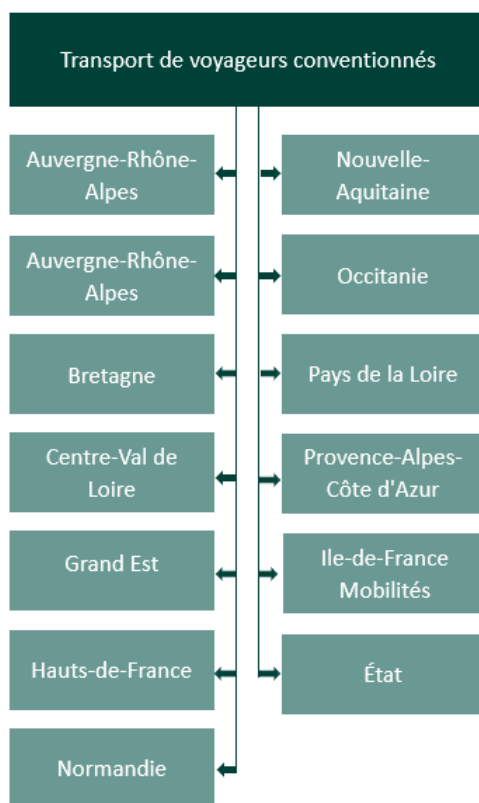 Transport de voyageurs conventionnés
Auvergne-Rhône-
Alpes
Auvergne-Rhône-
Alpes
Bretagne
Centre-Val de
Loire
Grand Est
Hauts-de-France
Normandie
Nouvelle-
Aquitaine
Occitanie
Pays de la Loire
Provence-Alpes-
Côte d'Azur
Ile-de-France
Mobilités
État